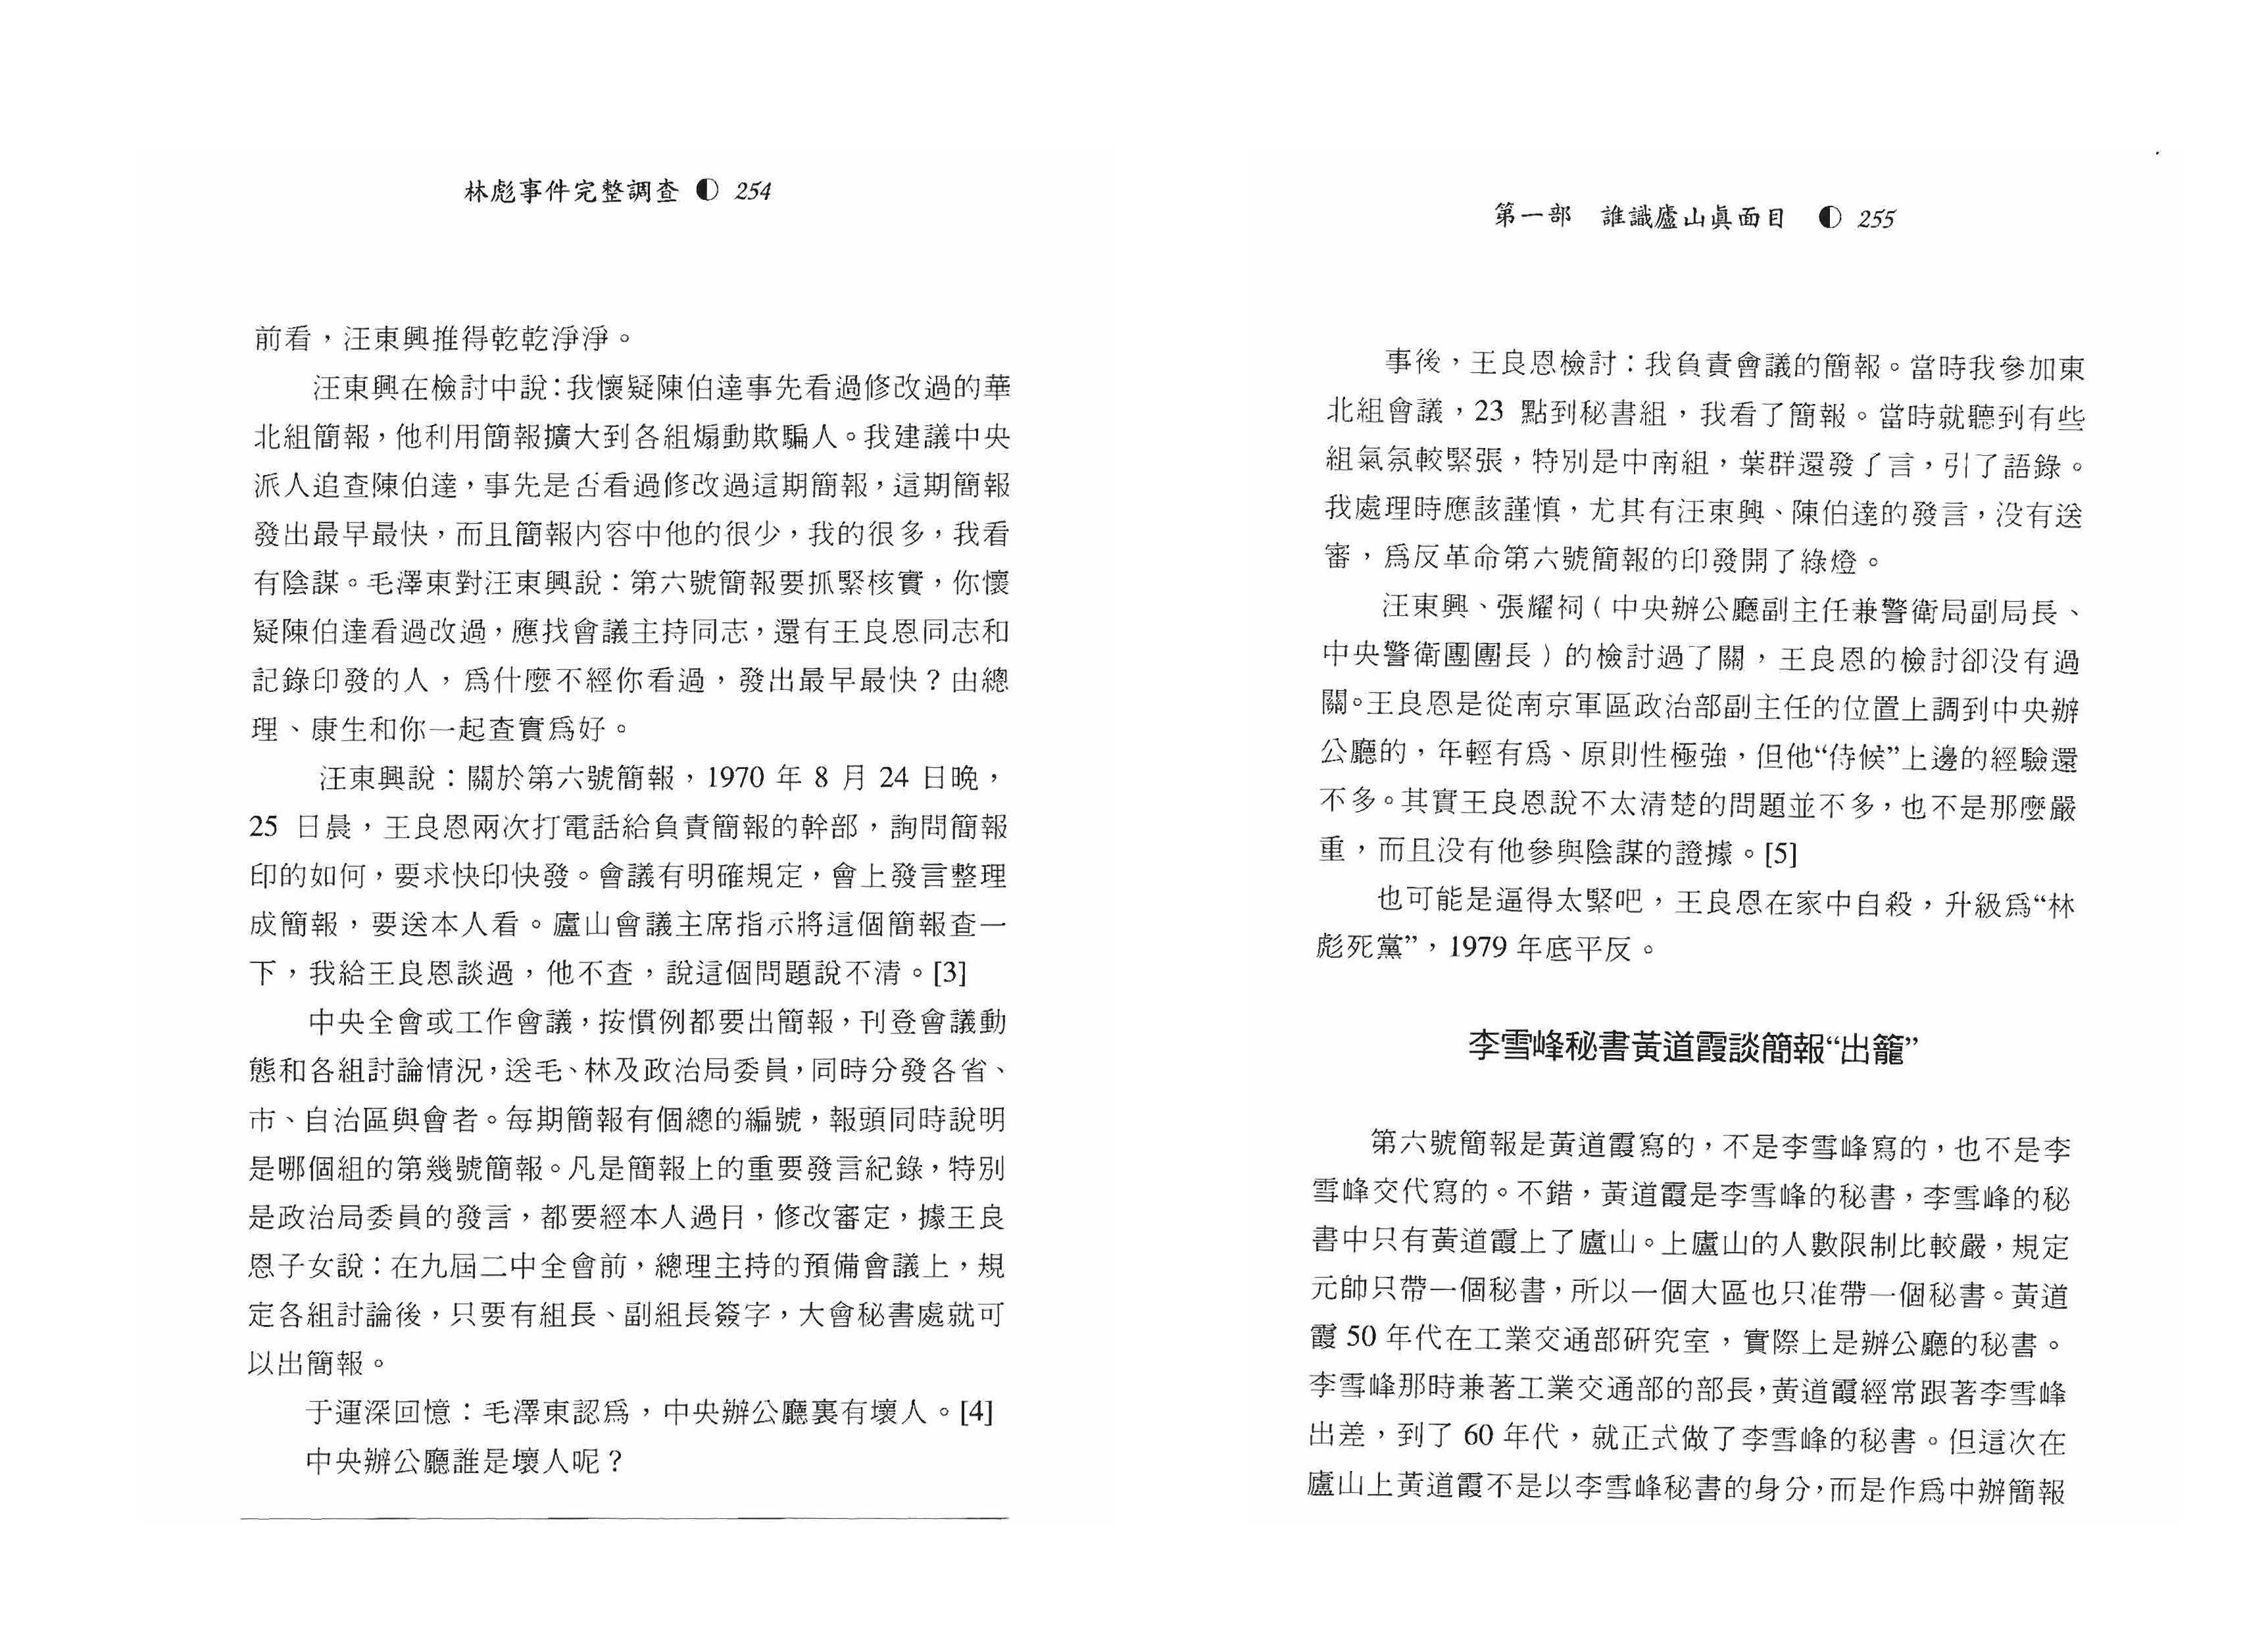 林彪事件完整調查 ◐ 254
前看，汪東興推得乾乾淨淨。
汪東興在檢討中說：我懷疑陳伯達事先看過修改過的華
北組簡報，他利用簡報擴大到各組煽動欺騙人。我建議中央
派人追查陳伯達，事先是否看過修改過這期簡報，這期簡報
發出最早最快，而且簡報内容中他的很少，我的很多，我看
有陰謀。毛澤東對汪東興說：第六號簡報要抓緊核實，你懷
疑陳伯達看過改過，應找會議主持同志，還有王良恩同志和
記錄印發的人，爲什麼不經你看過，發出最早最快？由總
理、康生和你一起查實爲好。
汪東興說：關於第六號簡報，1970 年 8 月 24 日晚，
25 日晨，王良恩兩次打電話給負責簡報的幹部，詢問簡報
印的如何，要求快印快發。會議有明確規定，會上發言整理
成簡報，要送本人看。廬山會議主席指示將這個簡報查一
下，我給王良恩談過，他不查，說這個問題說不清。[3]
中央全會或工作會議，按慣例都要出簡報，刊登會議動
態和各組討論情況，送毛、林及政治局委員，同時分發各省、
市、自治區與會者。每期簡報有個總的編號，報頭同時說明
是哪個組的第幾號簡報。凡是簡報上的重要發言紀錄，特別
是政治局委員的發言，都要經本人過目，修改審定，據王良
恩子女說：在九屆二中全會前，總理主持的預備會議上，規
定各組討論後，只要有組長、副組長簽字，大會秘書處就可
以出簡報。
于運深回憶：毛澤東認爲，中央辦公廳裏有壞人。[4]
中央辦公廳誰是壞人呢？
第一部 誰識廬山眞面目 ◐ 255
事後，王良恩檢討：我負責會議的簡報。當時我參加東
北組會議，23 點到秘書組，我看了簡報。當時就聽到有些
組氣氛較緊張，特別是中南組，葉群還發了言，引了語錄。
我處理時應該謹慎，尤其有汪東興、陳伯達的發言，没有送
審，爲反革命第六號簡報的印發開了綠燈。
汪東興、張耀祠（中央辦公廳副主任兼警衛局副局長、
中央警衛團團長）的檢討過了關，王良恩的檢討卻没有過
關。王良恩是從南京軍區政治部副主任的位置上調到中央辦
公廳的，年輕有爲、原則性極強，但他“侍候”上邊的經驗還
不多。其實王良恩說不太清楚的問題並不多，也不是那麼嚴
重，而且没有他參與陰謀的證據。[5]
也可能是逼得太緊吧，王良恩在家中自殺，升級爲“林
彪死黨”，1979 年底平反。
李雪峰秘書黃道霞談簡報“出籠”
第六號簡報是黃道霞寫的，不是李雪峰寫的，也不是李
雪峰交代寫的。不錯，黃道霞是李雪峰的秘書，李雪峰的秘
書中只有黃道霞上了廬山。上廬山的人數限制比較嚴，規定
元帥只帶一個秘書，所以一個大區也只准帶一個秘書。黃道
霞 50 年代在工業交通部研究室，實際上是辦公廳的秘書。
李雪峰那時兼著工業交通部的部長，黃道霞經常跟著李雪峰
出差，到了 60 年代，就正式做了李雪峰的秘書。但這次在
廬山上黃道霞不是以李雪峰秘書的身分，而是作爲中辦簡報